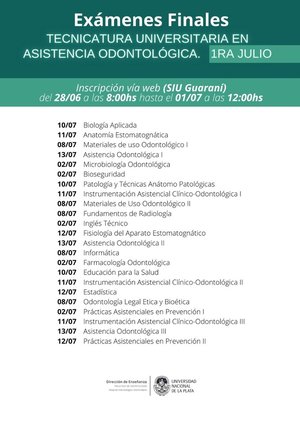 Exámenes Finales
TECNICATURA UNIVERSITARIA EN
ASISTENCIA ODONTOLÓGICA. 1RA JULIO
Inscripción vía web (SIU Guaraní)
del 28/06 a las 8:00hs hasta el 01/07 a las 12:00hs
10/07 Biología Aplicada
11/07 Anatomía Estomatognática
08/07 Materiales de uso Odontológico I
13/07 Asistencia Odontológica I
02/07 Microbiología Odontológica
02/07 Bioseguridad
10/07 Patología y Técnicas Anátomo Patológicas
11/07 Instrumentación Asistencial Clínico-Odontológica I
08/07 Materiales de Uso Odontológico II
08/07 Fundamentos de Radiología
02/07 Inglés Técnico
12/07 Fisiología del Aparato Estomatognático
13/07 Asistencia Odontológica II
08/07 Informática
02/07 Farmacología Odontológica
10/07 Educación para la Salud
11/07 Instrumentación Asistencial Clínico-Odontológica II
12/07 Estadística
08/07 Odontología Legal Etica y Bioética
02/07 Prácticas Asistenciales en Prevención I
11/07 Instrumentación Asistencial Clínico-Odontológica III
13/07 Asistencia Odontológica III
12/07 Prácticas Asistenciales en Prevención II
Dirección de Enseñanza
UNIVERSIDAD
NACIONAL
DE LA PLATA